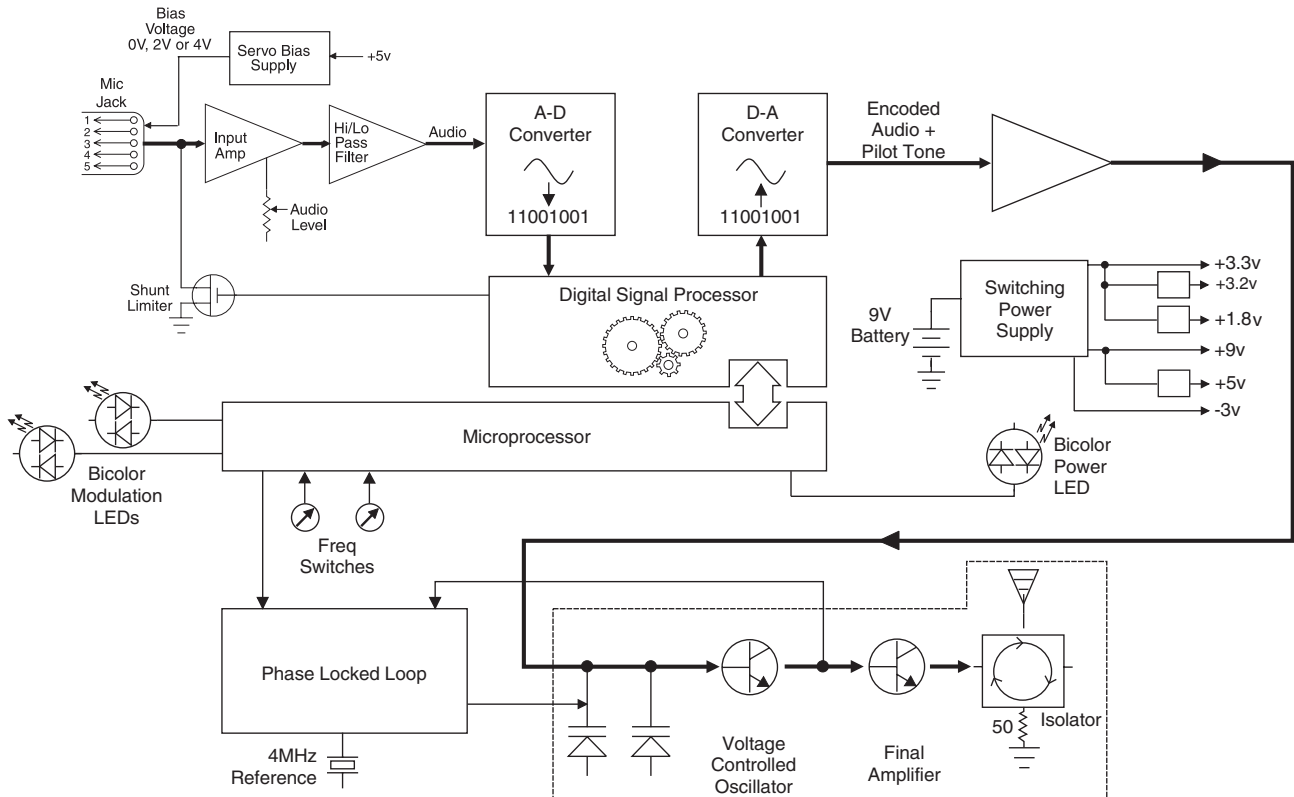 Bias
Voltage
0V, 2V or 4V
Servo Bias
Supply
+5v
Mic
Jack
1
2
3
4
5
Input
Amp
Hi/Lo
Pass
Filter
Audio
Audio
Level
A-D
Converter
11001001
D-A
Converter
11001001
Encoded
Audio +
Pilot Tone
Shunt
Limiter
Digital Signal Processor
9V
Battery
Switching
Power
Supply
+3.3v
+3.2v
+1.8v
+9v
+5v
-3v
Microprocessor
Bicolor
Modulation
LEDs
Bicolor
Power
LED
Freq
Switches
Phase Locked Loop
4MHz
Reference
Voltage
Controlled
Oscillator
Final
Amplifier
50
Isolator